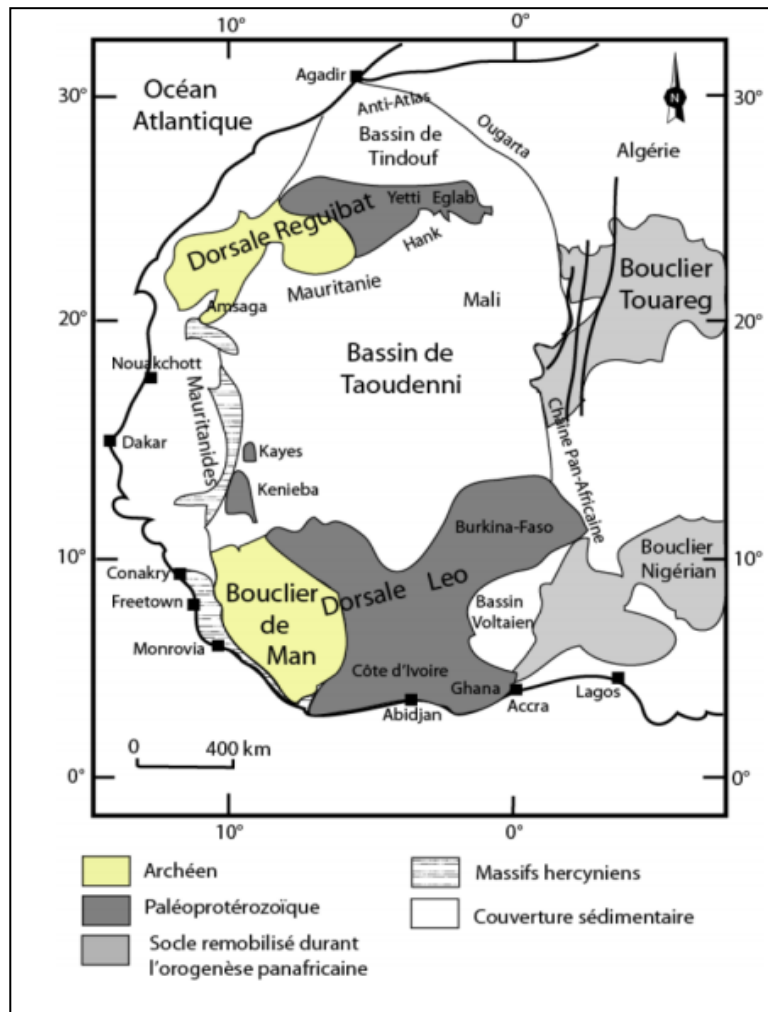 10°
0°
Agadir
Océan
Atlantique
30°
30°
N
Anti-Atlas
Ougarta
Bassin de
Tindouf
Algérie
Yetti Eglab
Dorsale Reguibat
Hank
Bouclier
Touareg
Mauritanie
Amsaga
Mali
20°
20°
Nouakchott
Bassin de
Taoudenni
Mauritanides
Chaine Pan-Africaine
Dakar
Kayes
Kenieba
Burkina-Faso
10°
10°
Bouclier
Nigérian
Conakry
Freetown
Monrovia
Bouclier
de
Man
Dorsale Leo
Bassin
Voltaien
Côte d'Ivoire
Ghana
Abidjan
Accra
Lagos
0 400 km
0°
0°
10°
0°
Archéen
Massifs hercyniens
Paléoprotérozoïque
Couverture sédimentaire
Socle remobilisé durant
l'orogenèse panafricaine